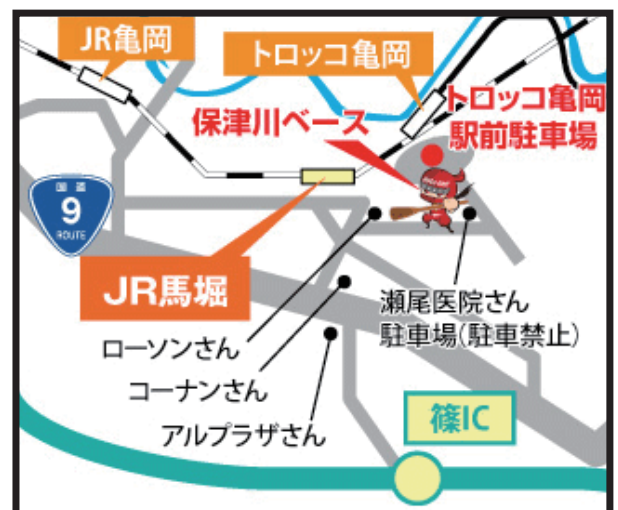 JR亀岡
トロッコ亀岡
トロッコ亀岡
駅前駐車場
保津川ベース
国道
9
ROUTE
JR馬堀
瀬尾医院さん
駐車場(駐車禁止)
ローソンさん
コーナンさん
アルプラザさん
篠IC